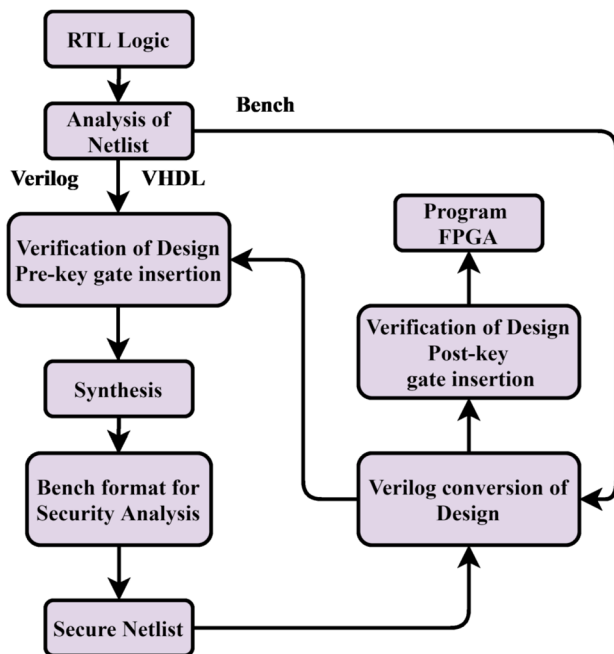 RTL Logic
Bench
Analysis of
Netlist
Verilog
VHDL
Verification of Design
Pre-key gate insertion
Synthesis
Bench format for
Security Analysis
Secure Netlist
Program
FPGA
Verification of Design
Post-key
gate insertion
Verilog conversion of
Design